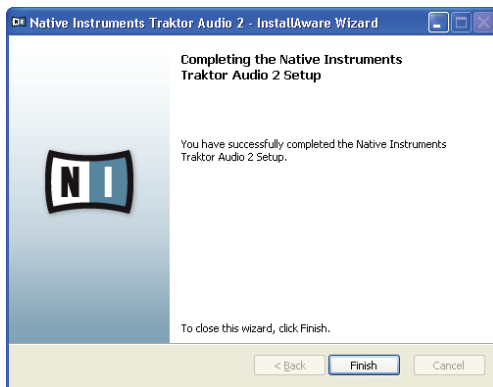 Native Instruments Traktor Audio 2 - InstallAware Wizard
Completing the Native Instruments
Traktor Audio 2 Setup
You have successfully completed the Native Instruments
Traktor Audio 2 Setup.
N I
To close this wizard, click Finish.
< Back
Finish
Cancel